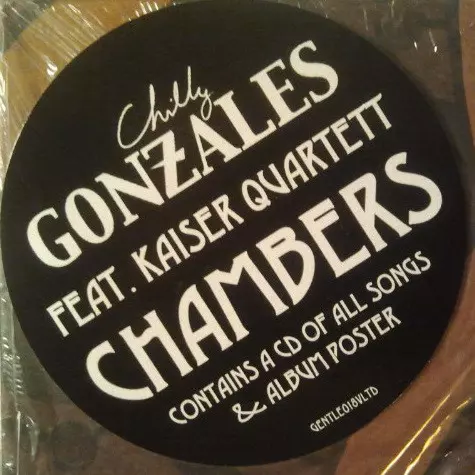 Chilly
GONZALES
FEAT. KAISER QUARTETT
CHAMBERS
CONTAINS A CD OF ALL SONGS
& ALBUM POSTER
GENTLE018VLTD